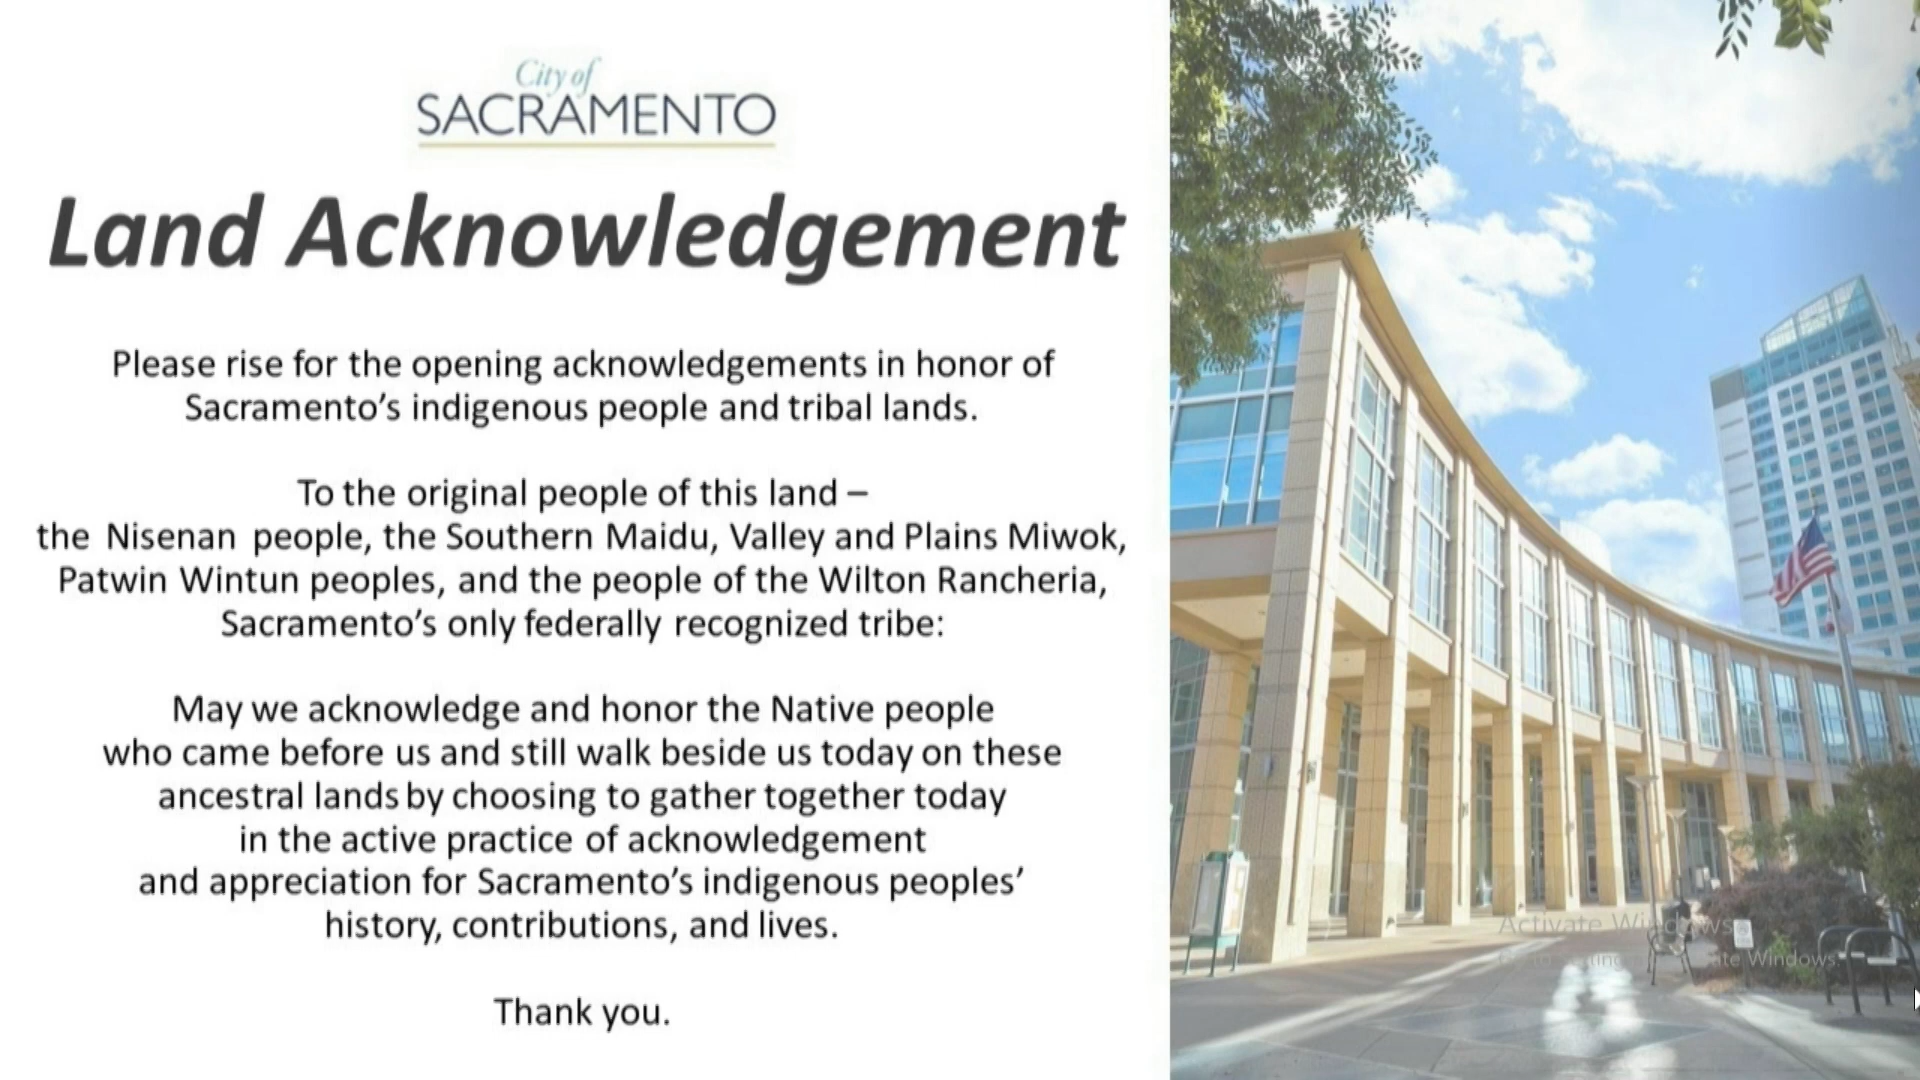 City of
SACRAMENTO
Land Acknowledgement
Please rise for the opening acknowledgements in honor of
Sacramento's indigenous people and tribal lands.
To the original people of this land –
the Nisenan people, the Southern Maidu, Valley and Plains Miwok,
Patwin Wintun peoples, and the people of the Wilton Rancheria,
Sacramento's only federally recognized tribe:
May we acknowledge and honor the Native people
who came before us and still walk beside us today on these
ancestral lands by choosing to gather together today
in the active practice of acknowledgement
and appreciation for Sacramento's indigenous peoples'
history, contributions, and lives.
Thank you.
Activate Windows
Windows.